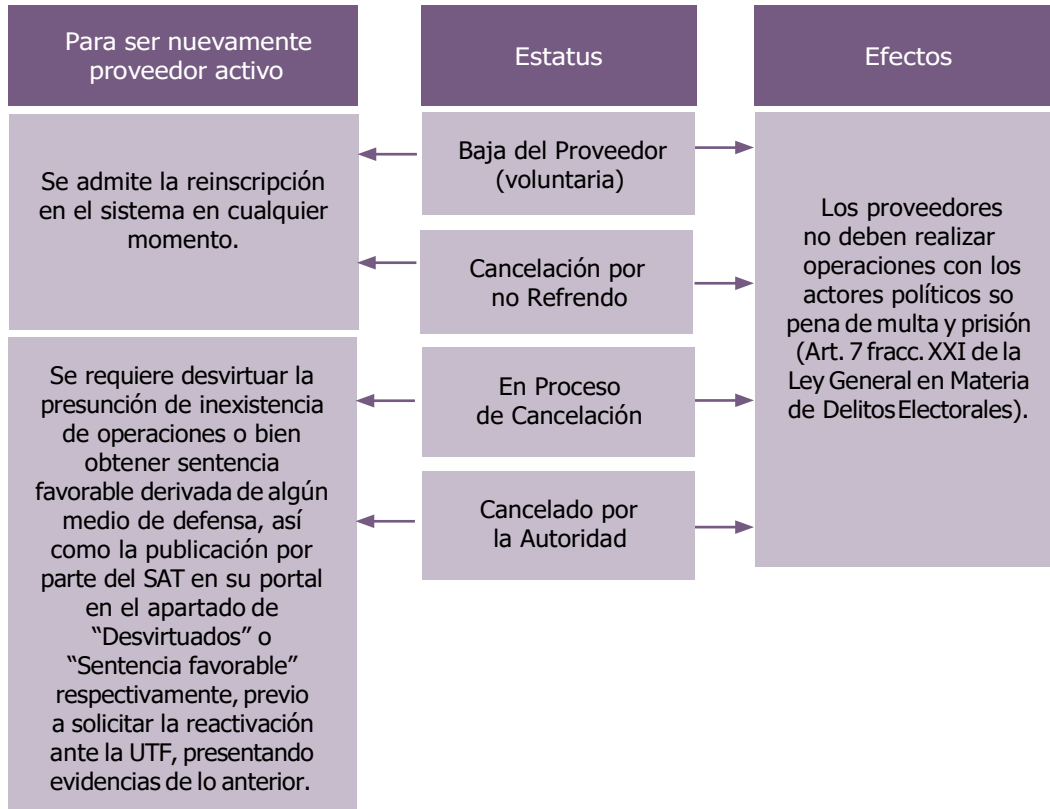 Para ser nuevamente
proveedor activo
Estatus
Efectos
Se admite la reinscripción
en el sistema en cualquier
momento.
Se requiere desvirtuar la
presunción de inexistencia
de operaciones o bien
obtener sentencia
favorable derivada de algún
medio de defensa, así
como la publicación por
parte del SAT en su portal
en el apartado de
“Desvirtuados” o
“Sentencia favorable”
respectivamente, previo
a solicitar la reactivación
ante la UTF, presentando
evidencias de lo anterior.
Baja del Proveedor
(voluntaria)
Cancelación por
no Refrendo
En Proceso
de Cancelación
Cancelado por
la Autoridad
Los proveedores
no deben realizar
operaciones con los
actores políticos so
pena de multa y prisión
(Art. 7 fracc. XXI de la
Ley General en Materia
de Delitos Electorales).